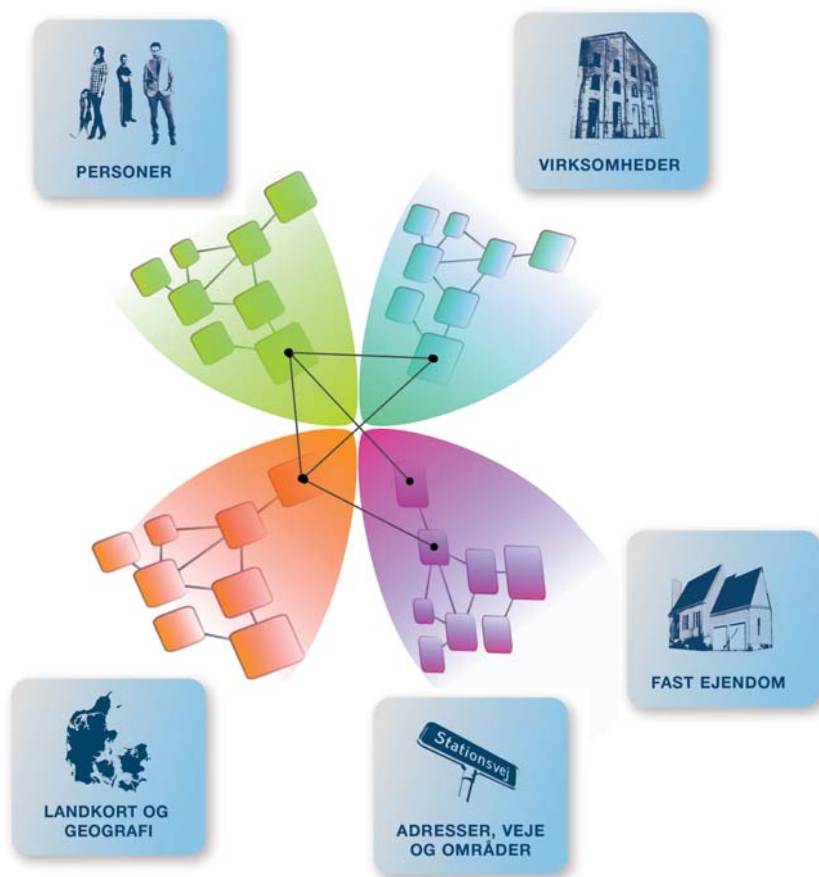 PERSONER
VIRKSOMHEDER
FAST EJENDOM
Stationsvej
LANDKORT OG
GEOGRAFI
ADRESSER, VEJE
OG OMRÅDER